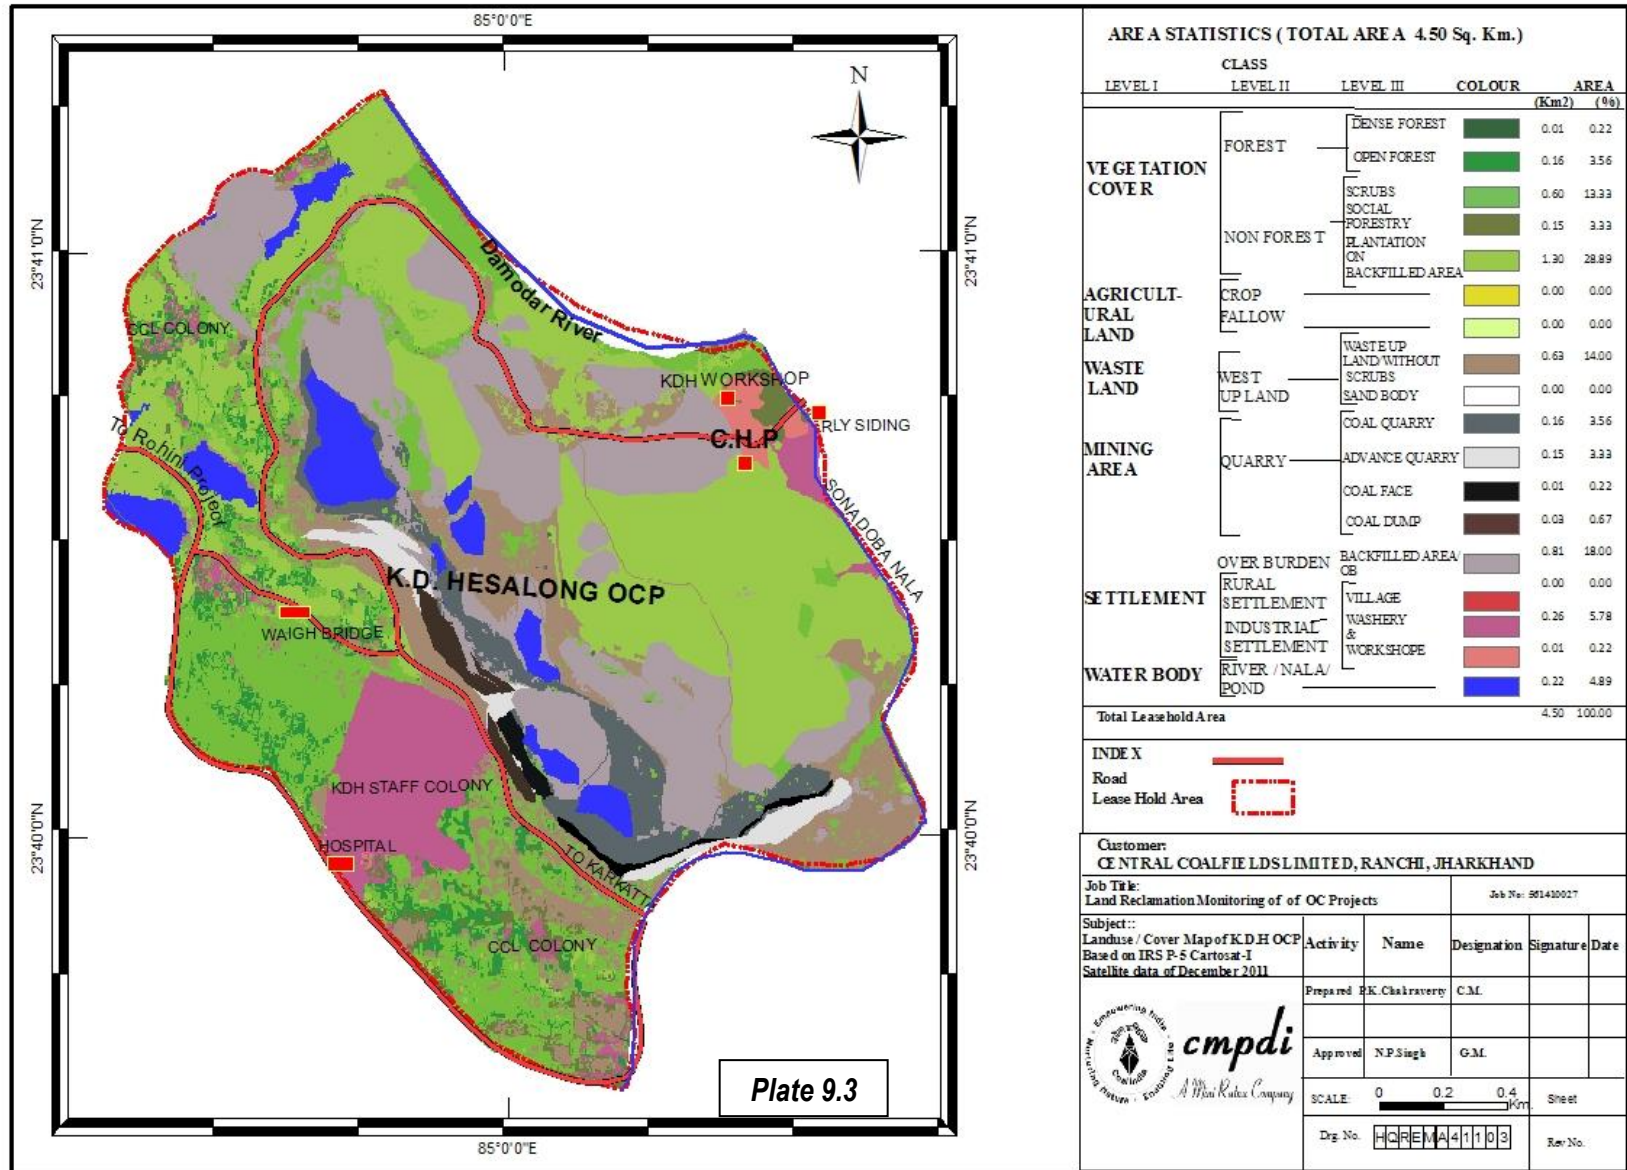 85°0'0"E
N
23°41'0"N
23°41'0"N
Damodar River
CCL COLONY
KDH WORKSHOP
RLY SIDING
C.H.P
To Rohini Project
SONADOBA NALA
K.D. HESALONG OCP
WAIGH BRIDGE
KDH STAFF COLONY
23°40'0"N
23°40'0"N
HOSPITAL
TO KARKATT
CCL COLONY
Plate 9.3
85°0'0"E
AREA STATISTICS ( TOTAL AREA 4.50 Sq. Km.)
CLASS
LEVEL I LEVEL II LEVEL III COLOUR AREA
(Km2) (%)
VEGETATION
COVER
FOREST
DENSE FOREST 0.01 0.22
OPEN FOREST 0.16 3.56
NON FOREST
SCRUBS 0.60 13.33
SOCIAL
FORESTRY 0.15 3.33
PLANTATION
ON
BACKFILLED AREA 1.30 28.89
AGRICULT-
URAL
LAND
CROP 0.00 0.00
FALLOW 0.00 0.00
WASTE
LAND
WEST
UP LAND
WASTE UP
LAND WITHOUT
SCRUBS 0.63 14.00
SAND BODY 0.00 0.00
MINING
AREA
QUARRY
COAL QUARRY 0.16 3.56
ADVANCE QUARRY 0.15 3.33
COAL FACE 0.01 0.22
COAL DUMP 0.03 0.67
OVER BURDEN
BACKFILLED AREA/
OB 0.81 18.00
SETTLEMENT
RURAL
SETTLEMENT
VILLAGE 0.00 0.00
INDUSTRIAL
SETTLEMENT
WASHERY
&
WORKSHOPE
0.26 5.78
0.01 0.22
WATER BODY
RIVER / NALA/
POND 0.22 4.89
Total Leasehold Area 4.50 100.00
INDEX
Road
Lease Hold Area
Customer:
CENTRAL COALFIELDS LIMITED, RANCHI, JHARKHAND
Job Title:
Land Reclamation Monitoring of of OC Projects
Job No: 561410027
Subject::
Landuse / Cover Map of K.D.H OCP
Based on IRS P-5 Cartosat-I
Satellite data of December 2011
Activity Name Designation Signature Date
Prepared P.K.Chakraverty C.M.
Approved N.P.Singh G.M.
cmpdi
A Mini Ratna Company
SCALE: 0 0.2 0.4
Km.
Sheet
Drg. No. HQREMA41103
Rev No.